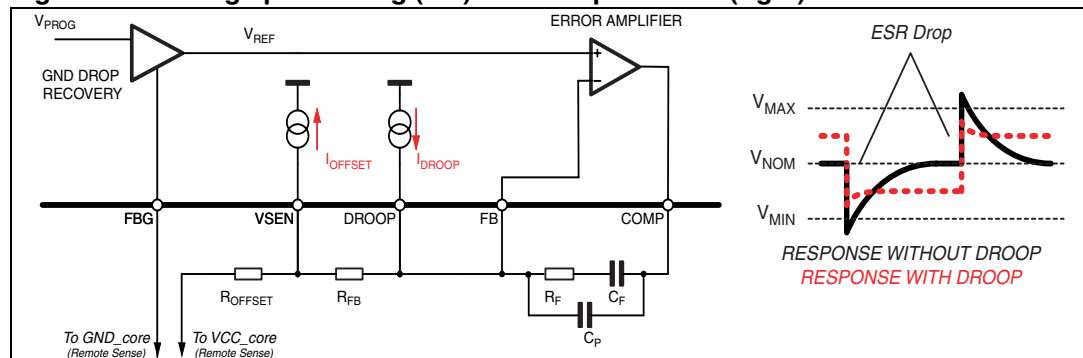 V_PROG
V_REF
ERROR AMPLIFIER
GND DROP
RECOVERY
+
−
I_OFFSET
I_DROOP
FBG
VSEN
DROOP
FB
COMP
R_OFFSET
R_FB
R_F
C_F
C_P
To GND_core
(Remote Sense)
To VCC_core
(Remote Sense)
ESR Drop
V_MAX
V_NOM
V_MIN
RESPONSE WITHOUT DROOP
RESPONSE WITH DROOP